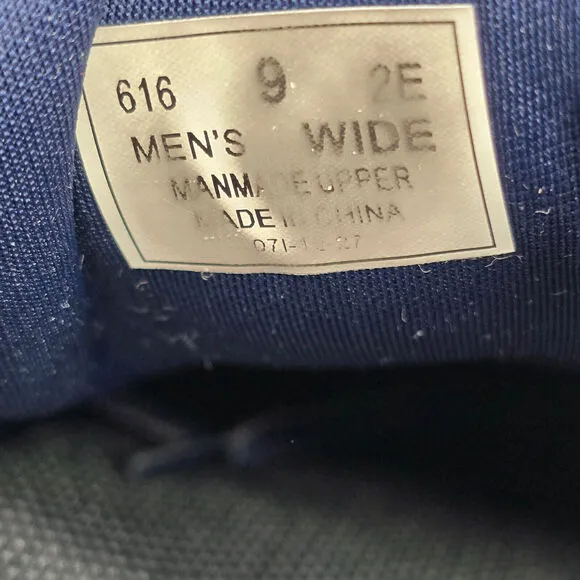 616 9 2E
MEN'S WIDE
MANMADE UPPER
MADE IN CHINA